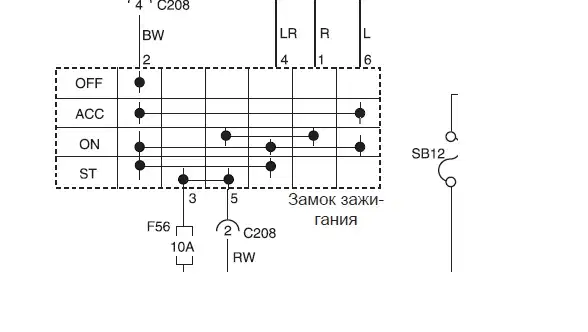 4 C208
BW LR R L
2 4 1 6
OFF
ACC
ON
ST
SB12
3 5 Замок зажи-
гания
F56
10A
2 C208
RW